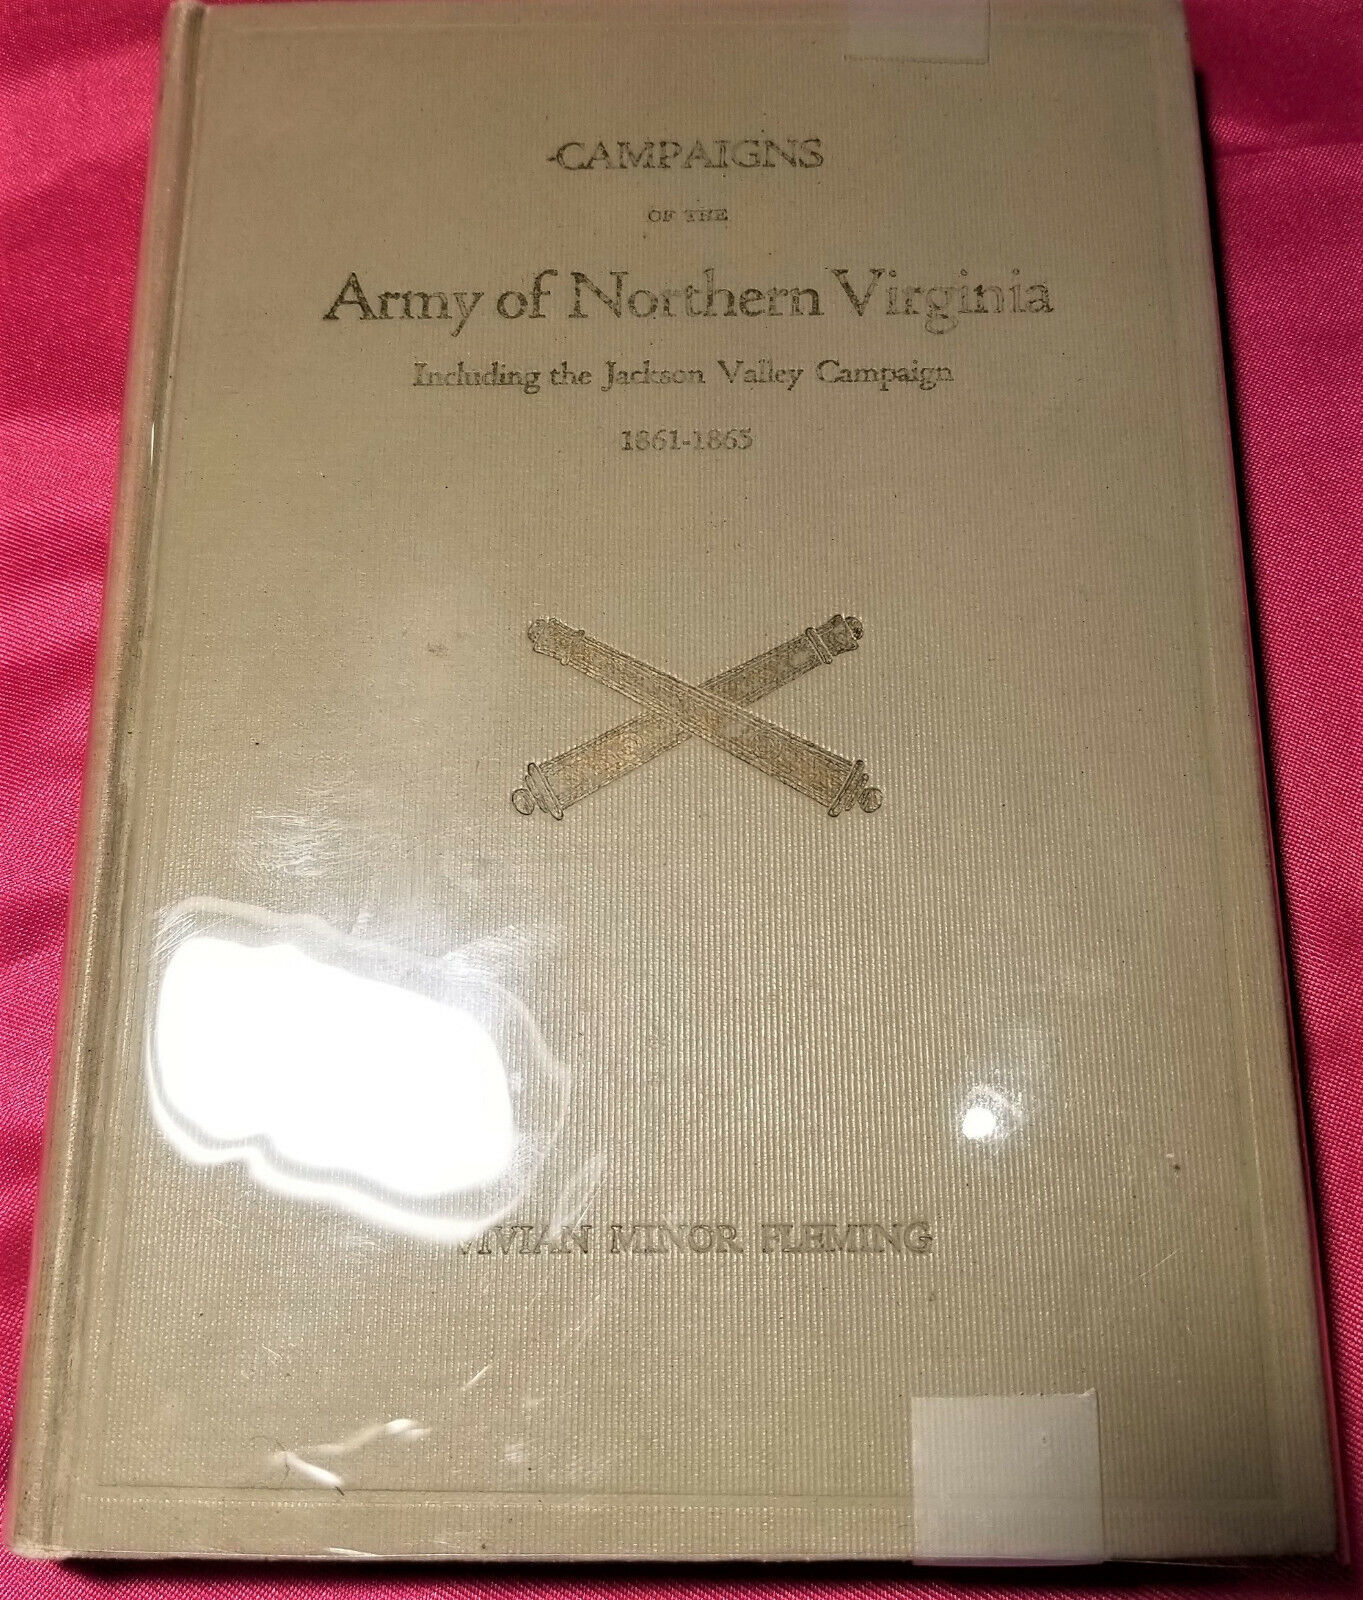 CAMPAIGNS
OF THE
Army of Northern Virginia
Including the Jackson Valley Campaign
1861-1865
VIVIAN MINOR FLEMING